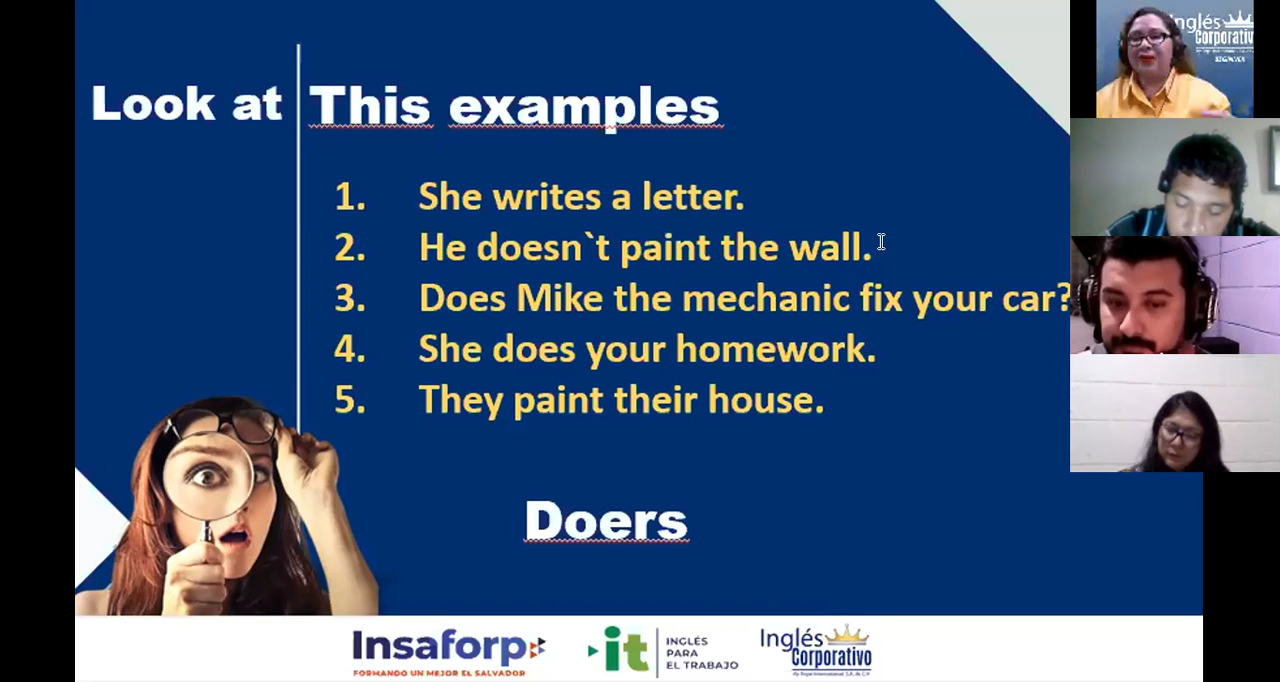 Look at
This examples
1. She writes a letter.
2. He doesn`t paint the wall.
3. Does Mike the mechanic fix your car?
4. She does your homework.
5. They paint their house.
Doers
Insaforp
FORMANDO UN MEJOR EL SALVADOR
it
INGLÉS
PARA
EL TRABAJO
Inglés
Corporativo
Inglés
Corporativo